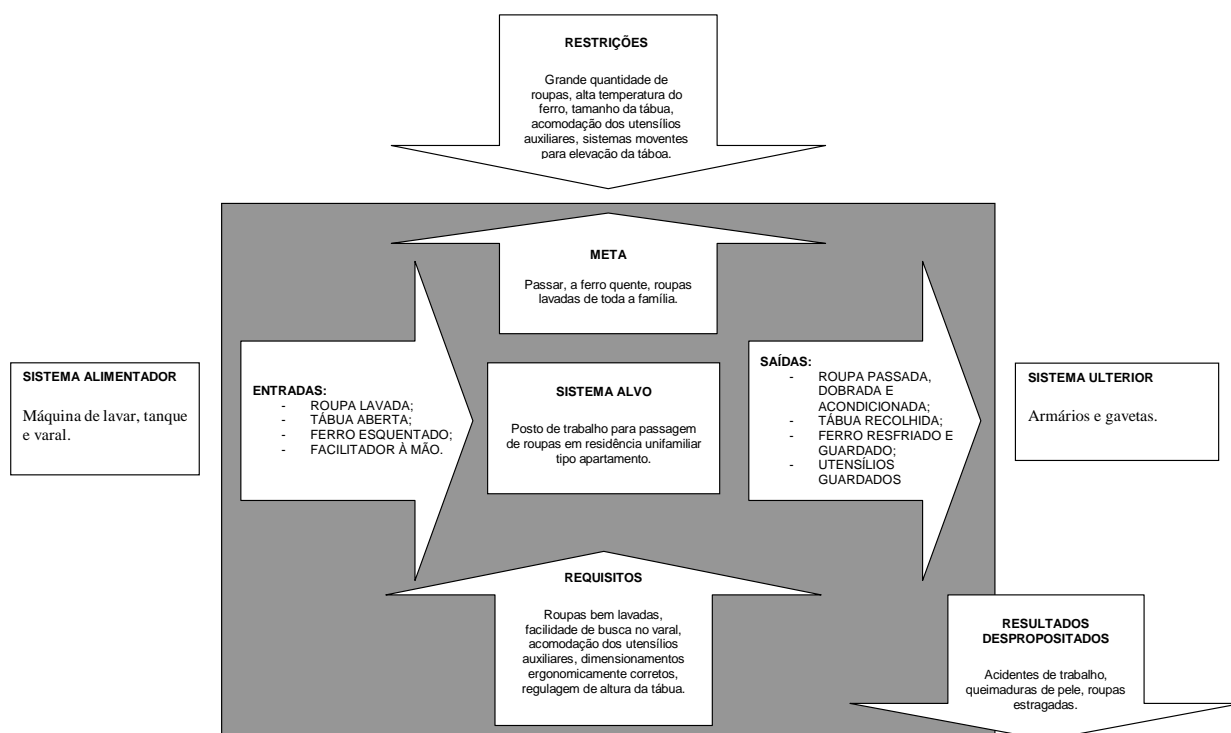 RESTRIÇÕES
Grande quantidade de
roupas, alta temperatura do
ferro, tamanho da tábua,
acomodação dos utensílios
auxiliares, sistemas moventes
para elevação da táboa.
META
Passar, a ferro quente, roupas
lavadas de toda a família.
SISTEMA ALIMENTADOR
Máquina de lavar, tanque
e varal.
ENTRADAS:
- ROUPA LAVADA;
- TÁBUA ABERTA;
- FERRO ESQUENTADO;
- FACILITADOR À MÃO.
SISTEMA ALVO
Posto de trabalho para passagem
de roupas em residência unifamiliar
tipo apartamento.
SAÍDAS:
- ROUPA PASSADA,
DOBRADA E
ACONDICIONADA;
- TÁBUA RECOLHIDA;
- FERRO RESFRIADO E
GUARDADO;
- UTENSÍLIOS
GUARDADOS
SISTEMA ULTERIOR
Armários e gavetas.
REQUISITOS
Roupas bem lavadas,
facilidade de busca no varal,
acomodação dos utensílios
auxiliares, dimensionamentos
ergonomicamente corretos,
regulagem de altura da tábua.
RESULTADOS
DESPROPOSITADOS
Acidentes de trabalho,
queimaduras de pele, roupas
estragadas.